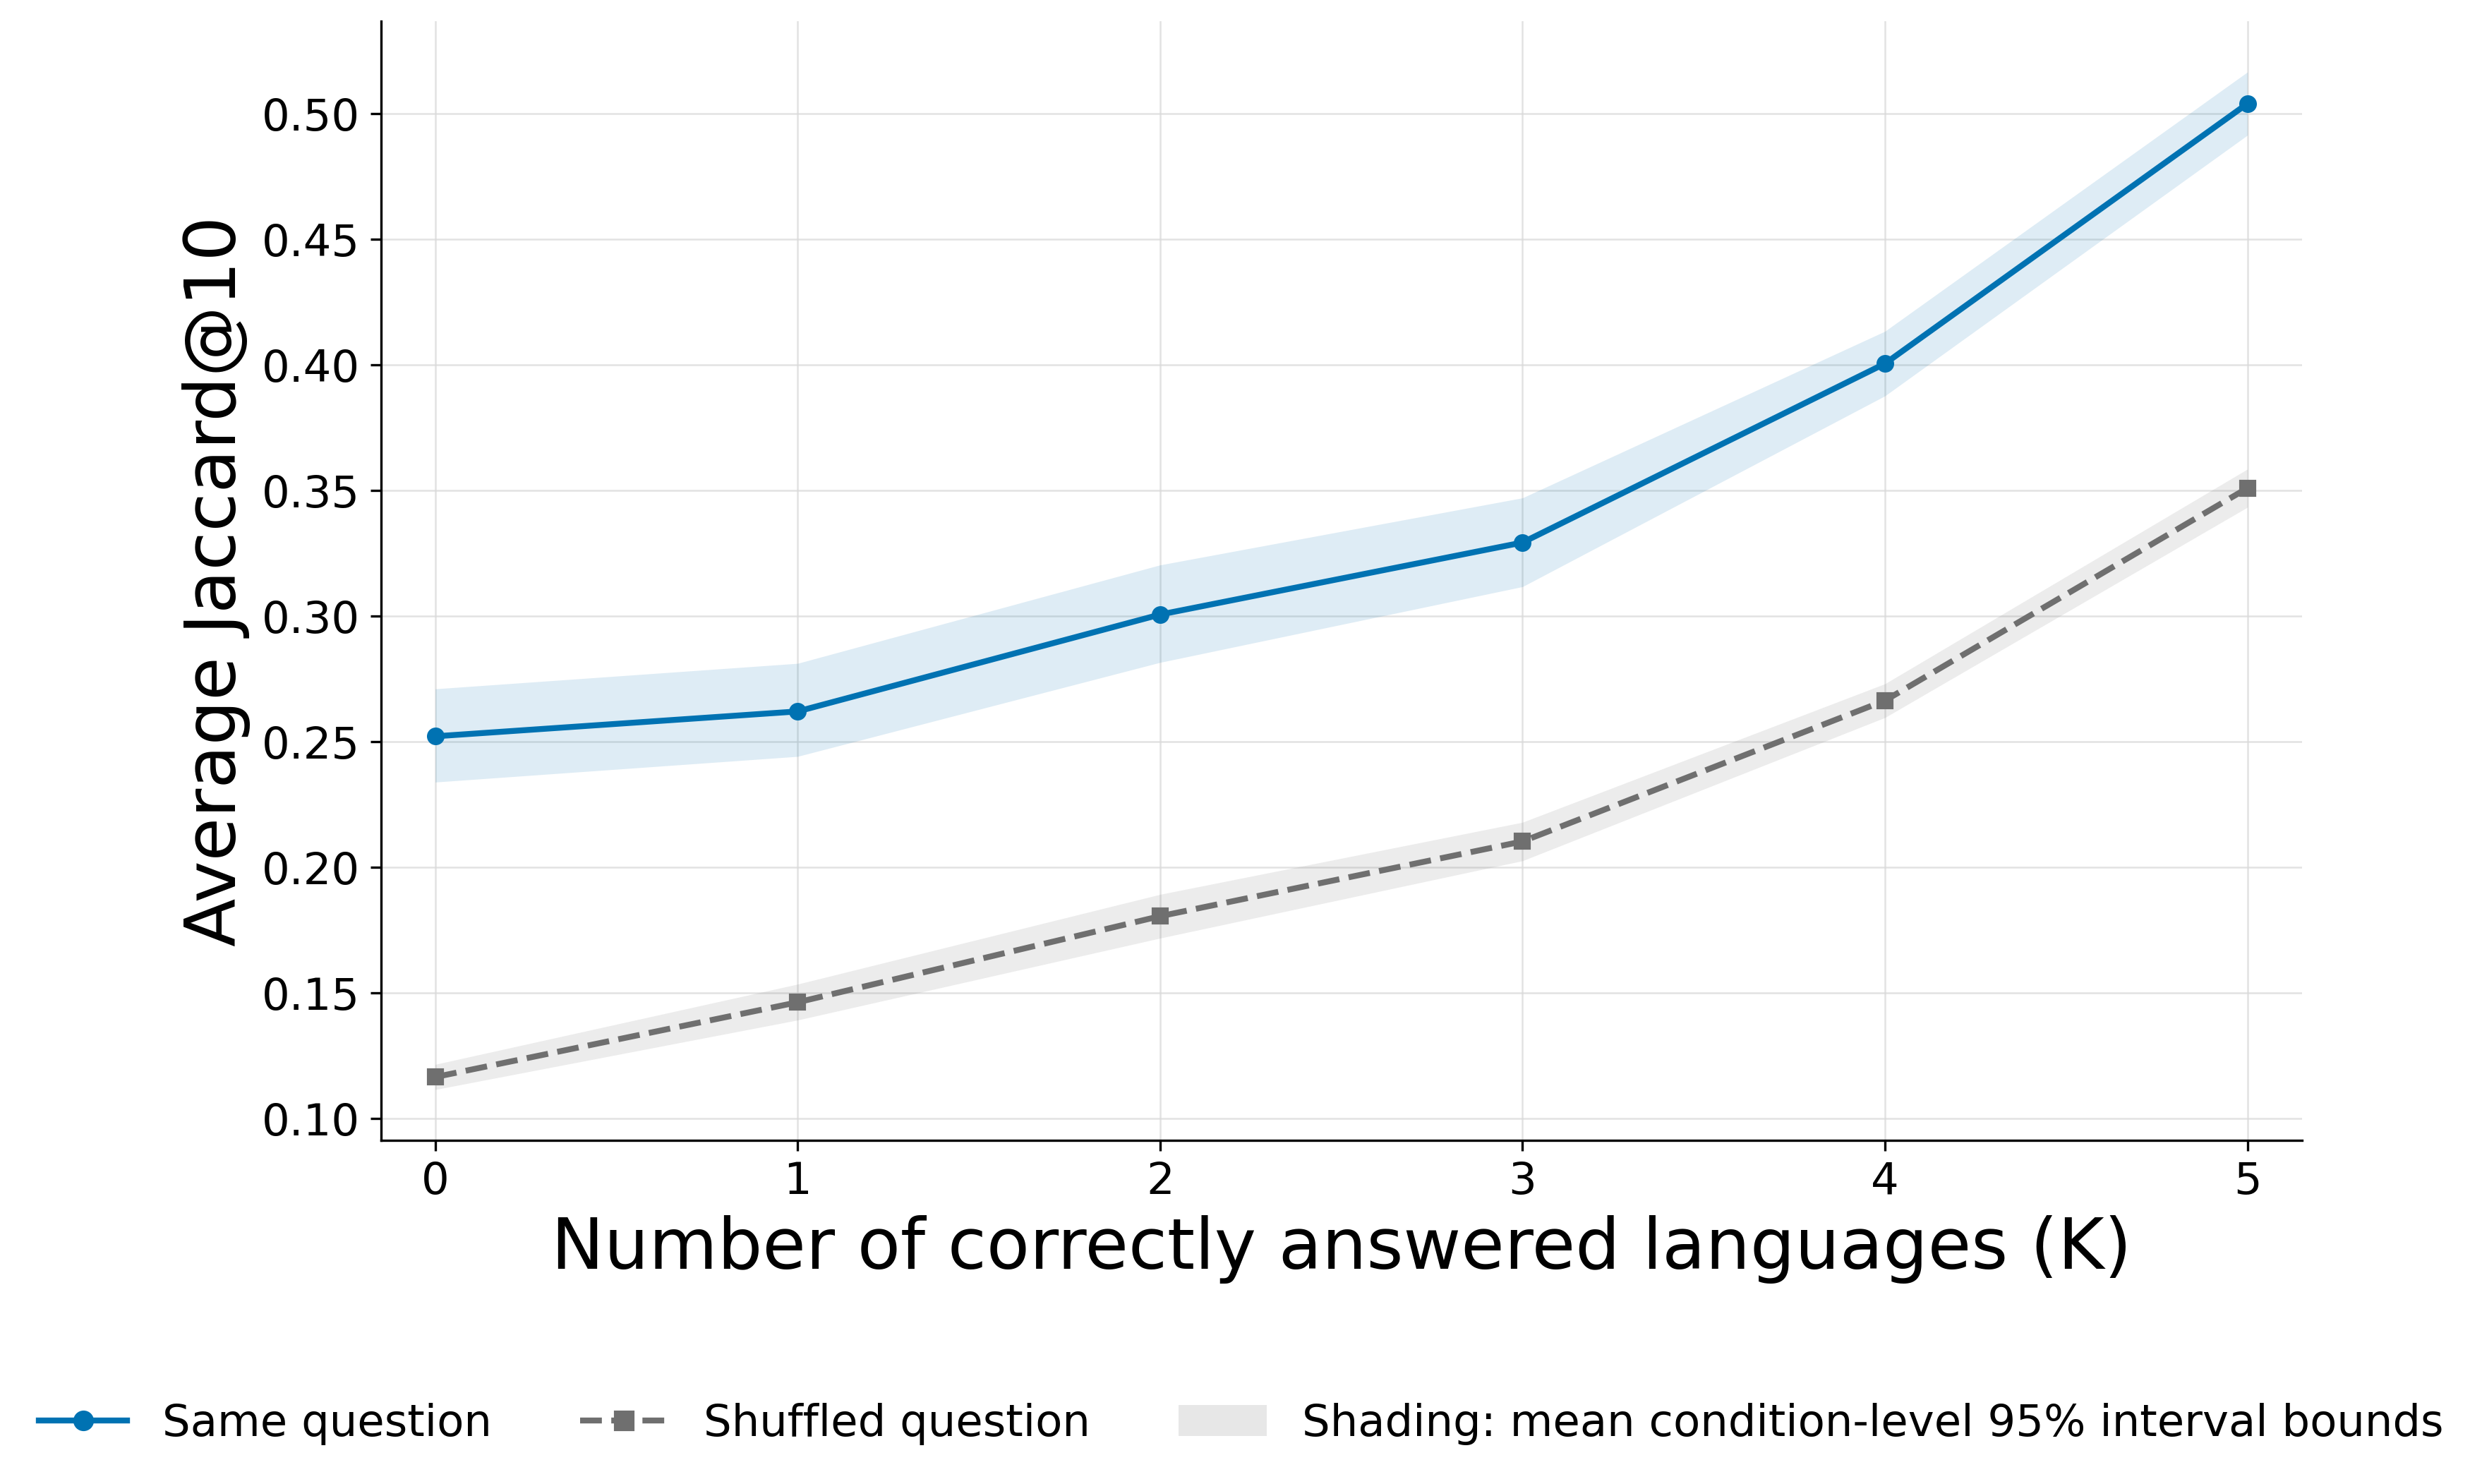 Average Jaccard@10
0.50
0.45
0.40
0.35
0.30
0.25
0.20
0.15
0.10
0 1 2 3 4 5
Number of correctly answered languages (K)
Same question Shuffled question Shading: mean condition-level 95% interval bounds